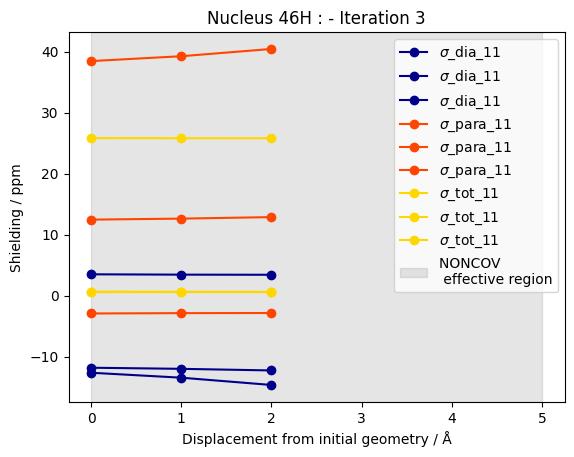 Nucleus 46H : - Iteration 3
Shielding / ppm
40
30
20
10
0
−10
σ_dia_11
σ_dia_11
σ_dia_11
σ_para_11
σ_para_11
σ_para_11
σ_tot_11
σ_tot_11
σ_tot_11
NONCOV
effective region
0 1 2 3 4 5
Displacement from initial geometry / Å